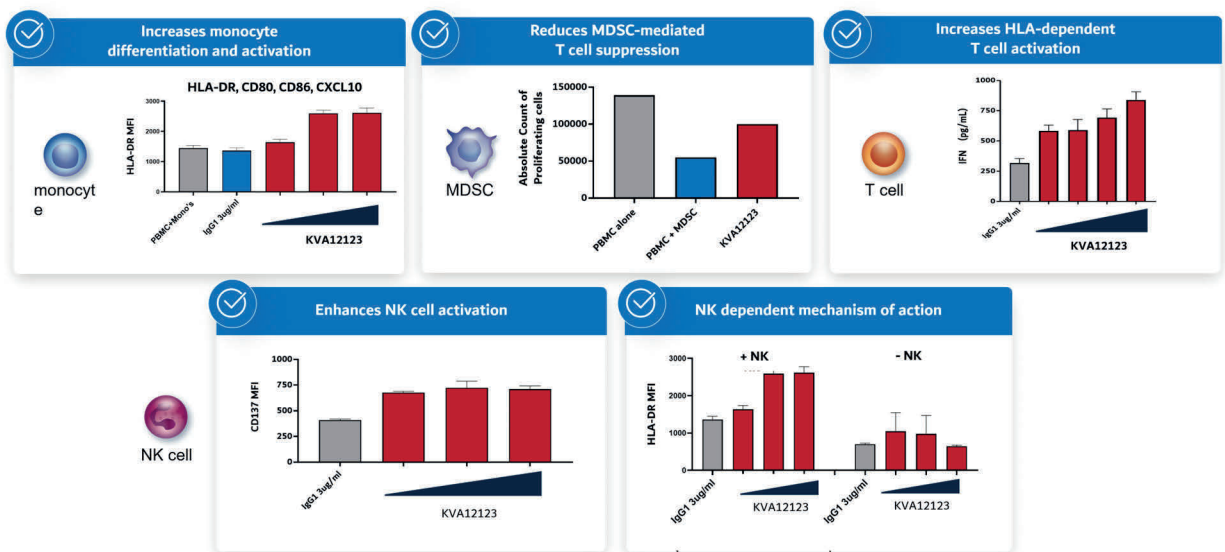 Increases monocyte
differentiation and activation
HLA-DR, CD80, CD86, CXCL10
HLA-DR MFI
3000
2000
1000
0
PBMC+Mono's
IgG1 3ug/ml
KVA12123
monocyt
e
Reduces MDSC-mediated
T cell suppression
Absolute Count of
Proliferating cells
150000
100000
50000
0
PBMC alone
PBMC + MDSC
KVA12123
MDSC
Increases HLA-dependent
T cell activation
IFN (pg/mL)
1000
750
500
250
0
IgG1 3ug/ml
KVA12123
T cell
Enhances NK cell activation
CD137 MFI
1000
750
500
250
0
IgG1 3ug/ml
KVA12123
NK cell
NK dependent mechanism of action
+ NK
- NK
HLA-DR MFI
3000
2000
1000
0
IgG1 3ug/ml
KVA12123
IgG1 3ug/ml
KVA12123